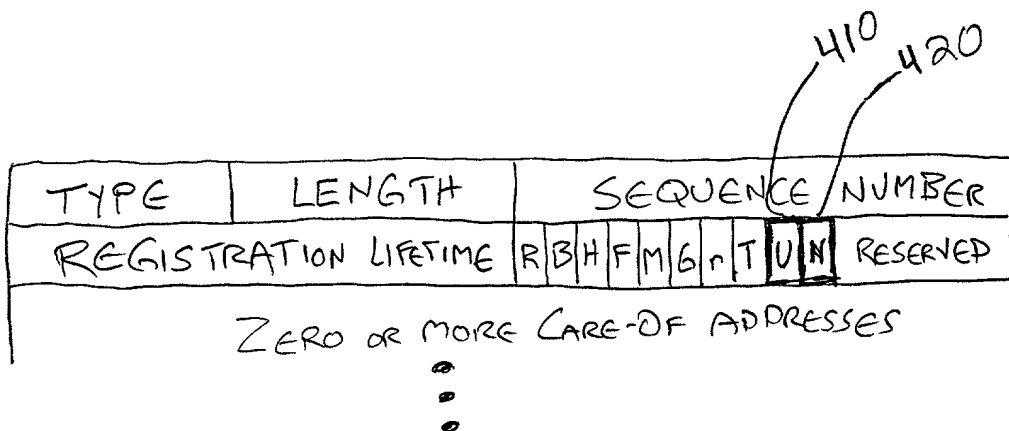 410
420
TYPE LENGTH SEQUENCE NUMBER
REGISTRATION LIFETIME R B H F M G r T U N RESERVED
ZERO OR MORE CARE-OF ADDRESSES